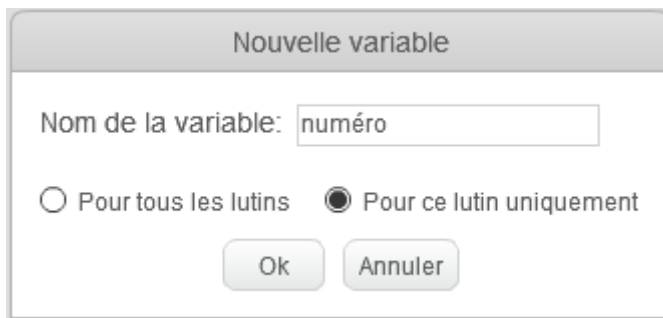 Nouvelle variable
Nom de la variable: numéro
Pour tous les lutins Pour ce lutin uniquement
Ok Annuler